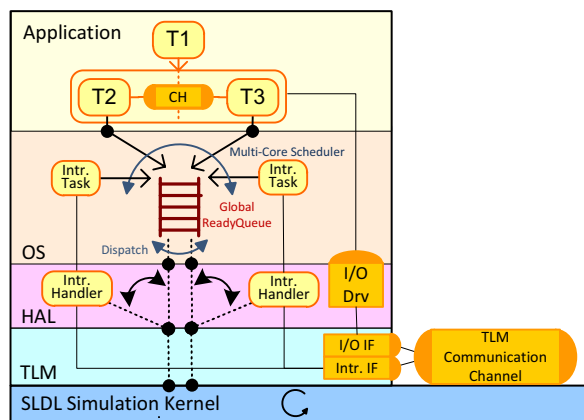 Application
T1
T2
CH
T3
Multi-Core Scheduler
Intr.
Task
Intr.
Task
Global
ReadyQueue
Dispatch
OS
I/O
Drv
Intr.
Handler
Intr.
Handler
HAL
I/O IF
Intr. IF
TLM
Communication
Channel
TLM
SLDL Simulation Kernel